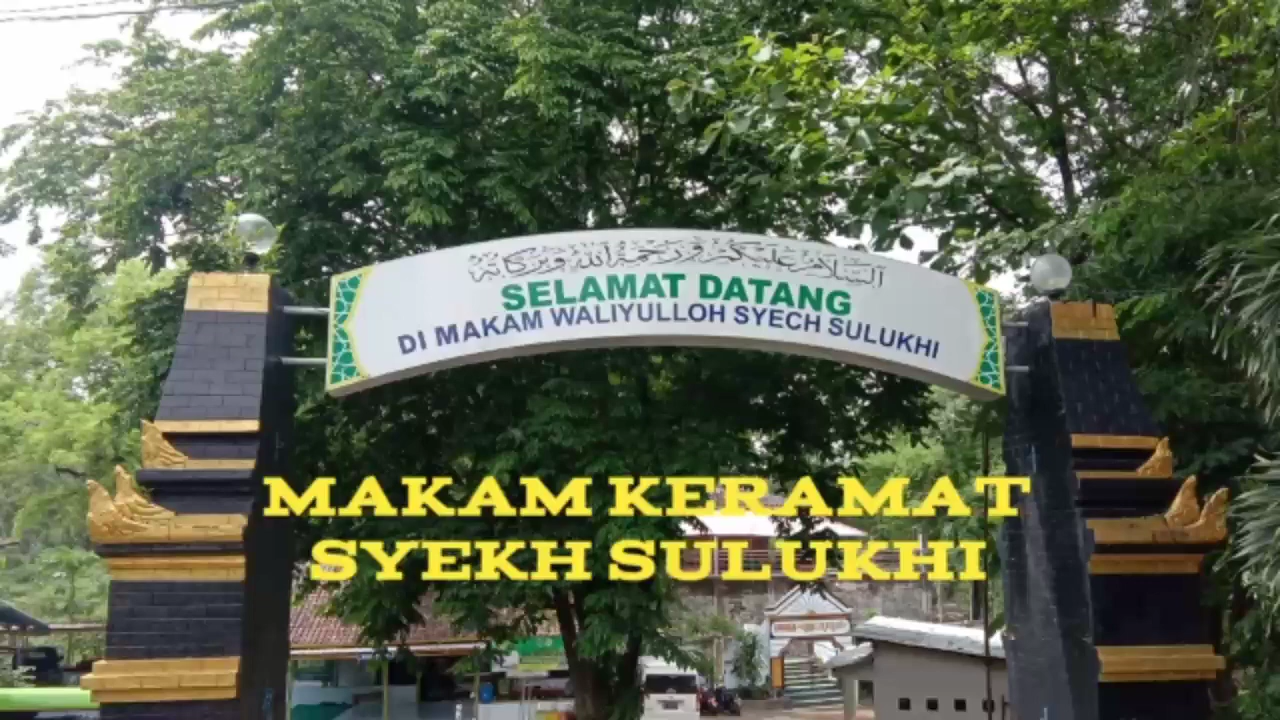 السلام عليكم ورحمة الله وبركاته
SELAMAT DATANG
DI MAKAM WALIYULLOH SYECH SULUKHI
MAKAM KERAMAT
SYEKH SULUKHI